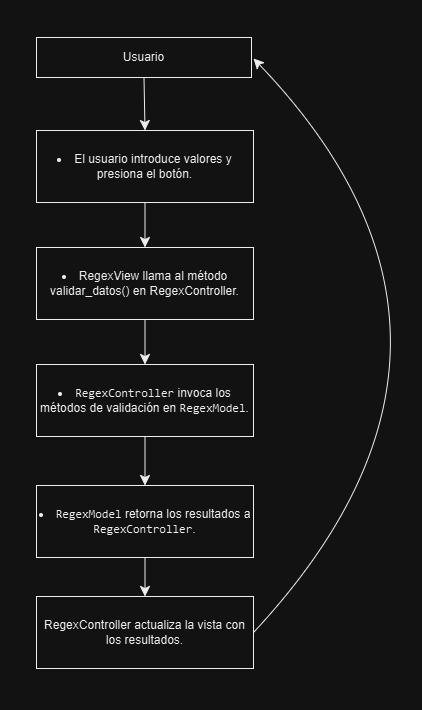 Usuario
• El usuario introduce valores y
presiona el botón.
• RegexView llama al método
validar_datos() en RegexController.
• RegexController invoca los
métodos de validación en RegexModel.
• RegexModel retorna los resultados a
RegexController.
RegexController actualiza la vista con
los resultados.